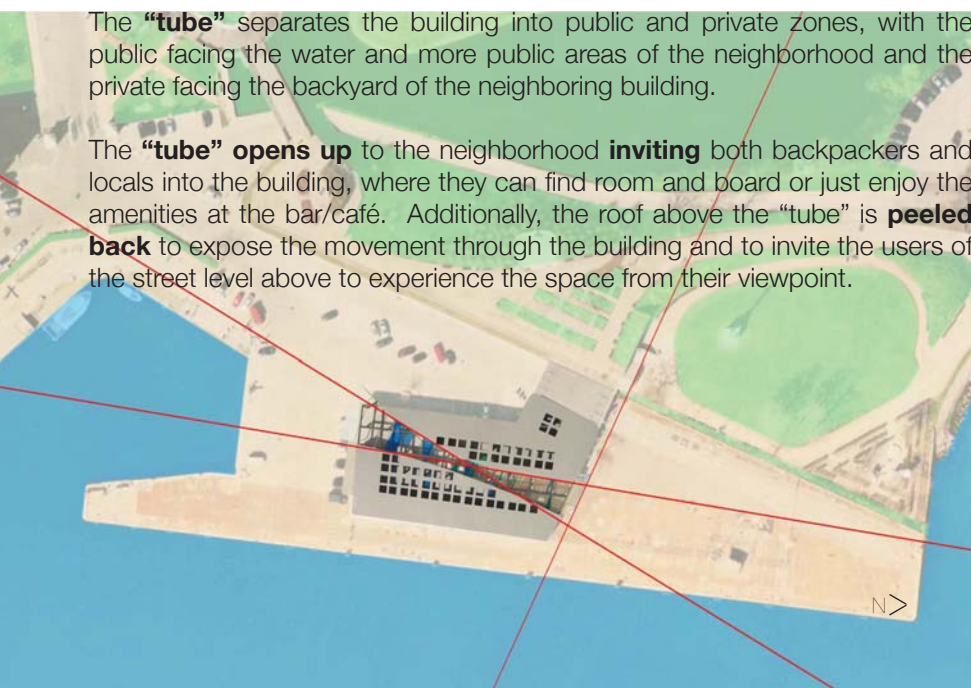 The “tube” separates the building into public and private zones, with the
public facing the water and more public areas of the neighborhood and the
private facing the backyard of the neighboring building.
The “tube” opens up to the neighborhood inviting both backpackers and
locals into the building, where they can find room and board or just enjoy the
amenities at the bar/café. Additionally, the roof above the “tube” is peeled
back to expose the movement through the building and to invite the users of
the street level above to experience the space from their viewpoint.
N>